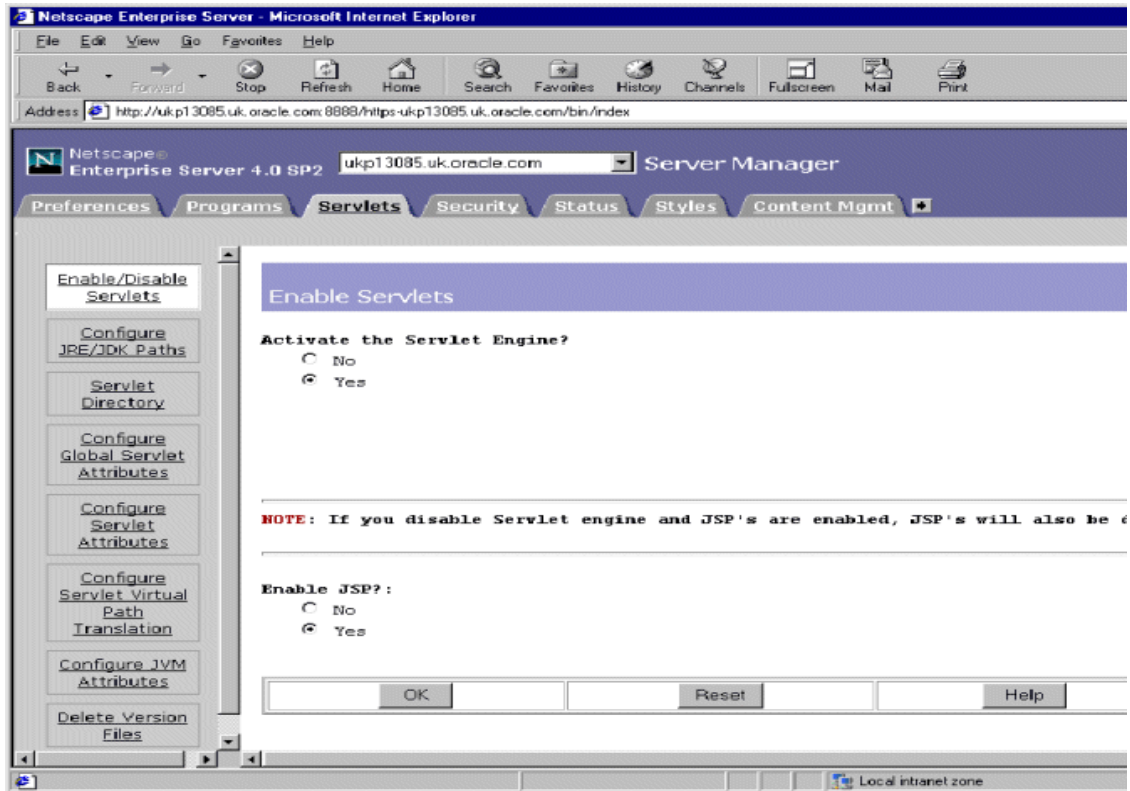 Netscape Enterprise Server - Microsoft Internet Explorer
File Edit View Go Favorites Help
Back Forward Stop Refresh Home Search Favorites History Channels Fullscreen Mail Print
Address http://ukp13085.uk.oracle.com:8888/https-ukp13085.uk.oracle.com/bin/index
N Netscape®
Enterprise Server 4.0 SP2 ukp13085.uk.oracle.com Server Manager
Preferences Programs Servlets Security Status Styles Content Mgmt
Enable/Disable
Servlets
Configure
JRE/JDK Paths
Servlet
Directory
Configure
Global Servlet
Attributes
Configure
Servlet
Attributes
Configure
Servlet Virtual
Path
Translation
Configure JVM
Attributes
Delete Version
Files
Enable Servlets
Activate the Servlet Engine?
No
Yes
NOTE: If you disable Servlet engine and JSP's are enabled, JSP's will also be
Enable JSP?:
No
Yes
OK Reset Help
Local intranet zone